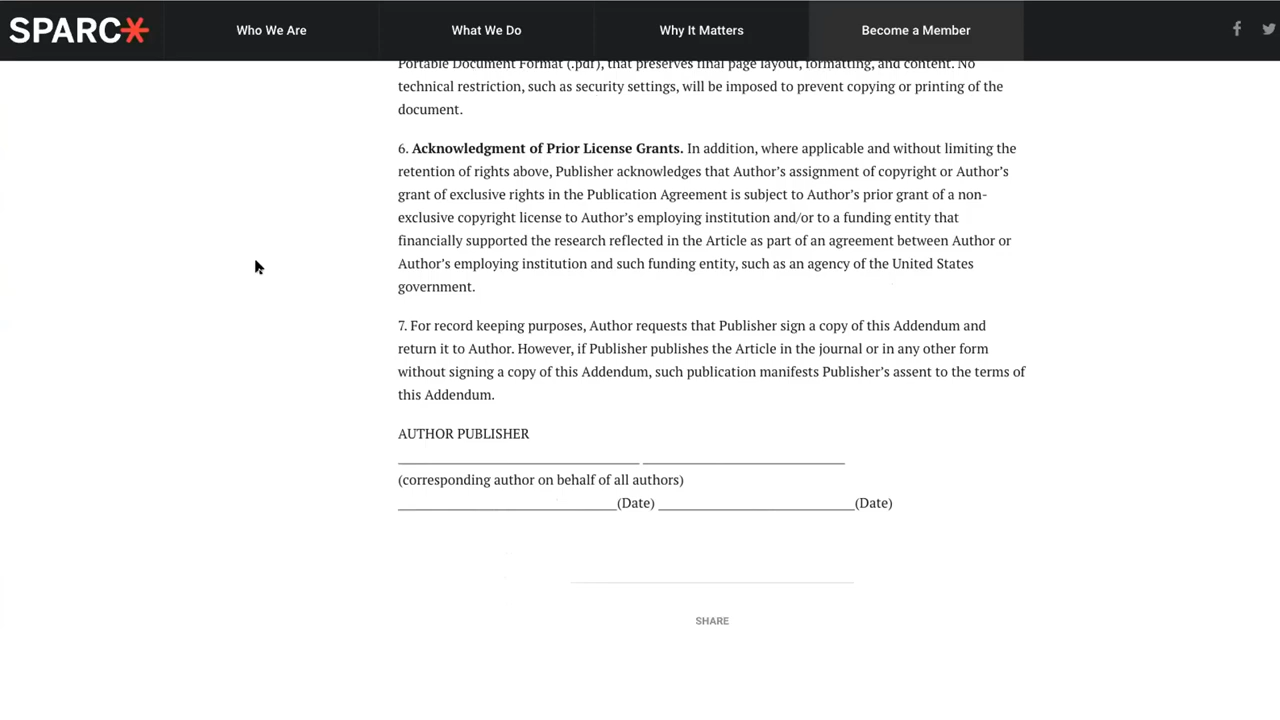 SPARC
Who We Are
What We Do
Why It Matters
Become a Member
Portable Document Format (.pdf), that preserves final page layout, formatting, and content. No
technical restriction, such as security settings, will be imposed to prevent copying or printing of the
document.
6. Acknowledgment of Prior License Grants. In addition, where applicable and without limiting the
retention of rights above, Publisher acknowledges that Author’s assignment of copyright or Author’s
grant of exclusive rights in the Publication Agreement is subject to Author’s prior grant of a non-
exclusive copyright license to Author’s employing institution and/or to a funding entity that
financially supported the research reflected in the Article as part of an agreement between Author or
Author’s employing institution and such funding entity, such as an agency of the United States
government.
7. For record keeping purposes, Author requests that Publisher sign a copy of this Addendum and
return it to Author. However, if Publisher publishes the Article in the journal or in any other form
without signing a copy of this Addendum, such publication manifests Publisher’s assent to the terms of
this Addendum.
AUTHOR PUBLISHER
(corresponding author on behalf of all authors)
(Date) (Date)
SHARE